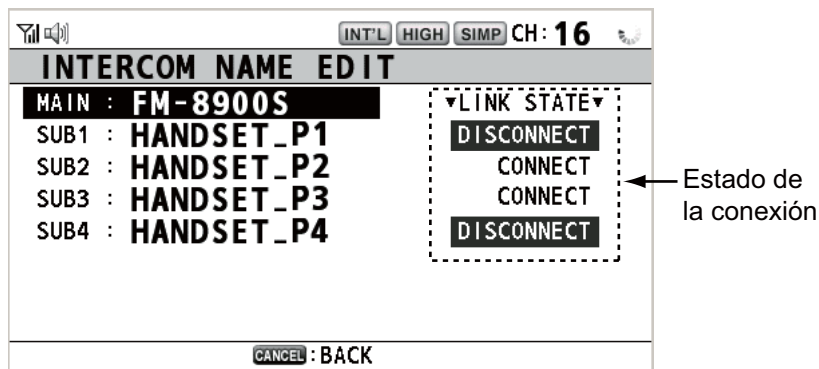 INT'L HIGH SIMP CH: 16
INTERCOM NAME EDIT
MAIN : FM-8900S ▼LINK STATE▼
SUB1 : HANDSET_P1 DISCONNECT
SUB2 : HANDSET_P2 CONNECT
SUB3 : HANDSET_P3 CONNECT
SUB4 : HANDSET_P4 DISCONNECT
Estado de
la conexión
CANCEL : BACK